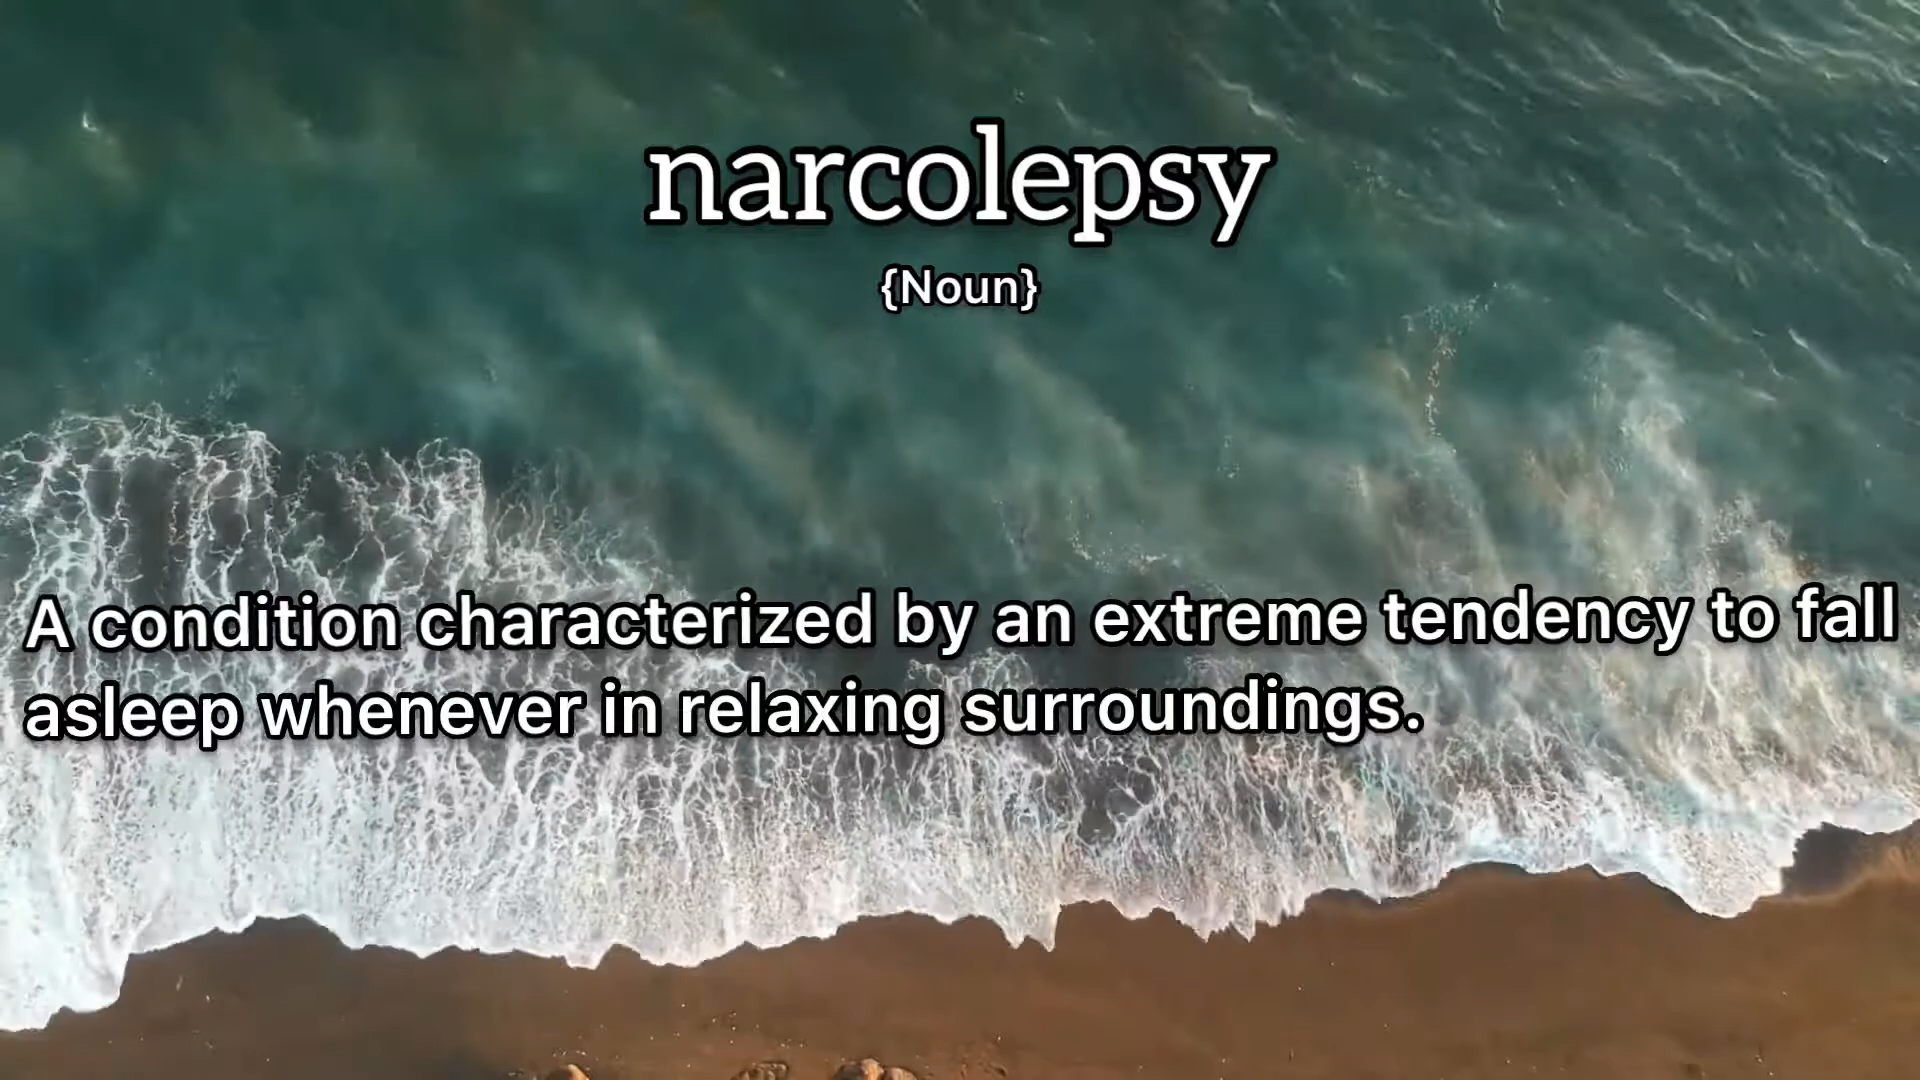 narcolepsy
{Noun}
A condition characterized by an extreme tendency to fall
asleep whenever in relaxing surroundings.